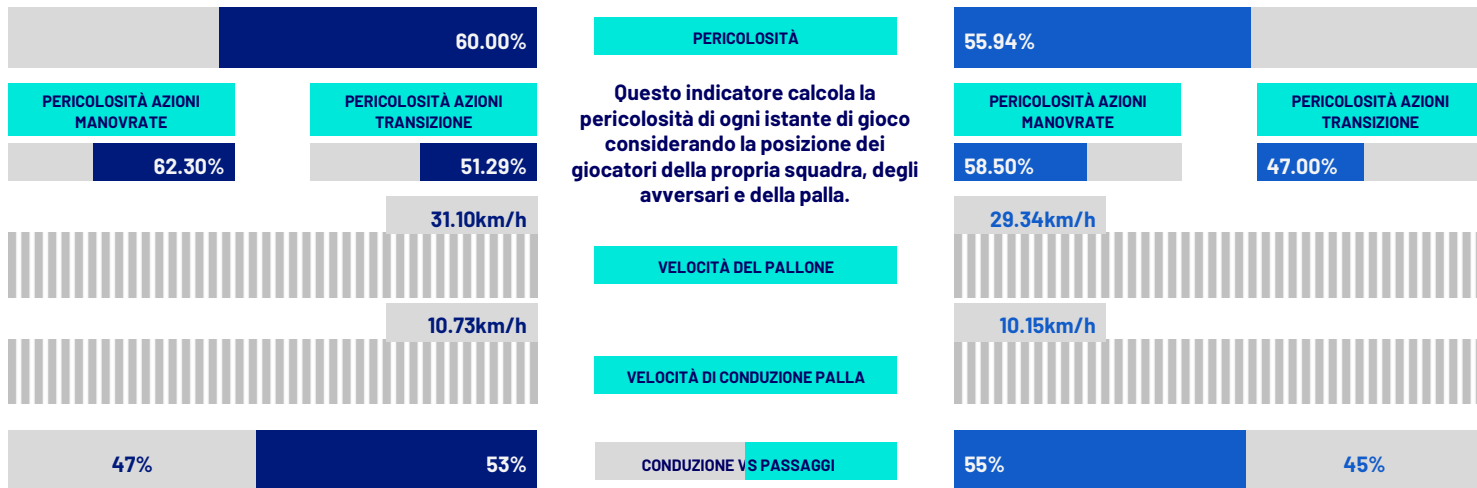 60.00%
PERICOLOSITÀ
55.94%
PERICOLOSITÀ AZIONI
MANOVRATE
PERICOLOSITÀ AZIONI
TRANSIZIONE
Questo indicatore calcola la
pericolosità di ogni istante di gioco
considerando la posizione dei
giocatori della propria squadra, degli
avversari e della palla.
PERICOLOSITÀ AZIONI
MANOVRATE
PERICOLOSITÀ AZIONI
TRANSIZIONE
62.30%
51.29%
58.50%
47.00%
31.10km/h
29.34km/h
VELOCITÀ DEL PALLONE
10.73km/h
10.15km/h
VELOCITÀ DI CONDUZIONE PALLA
47%
53%
CONDUZIONE VS PASSAGGI
55%
45%